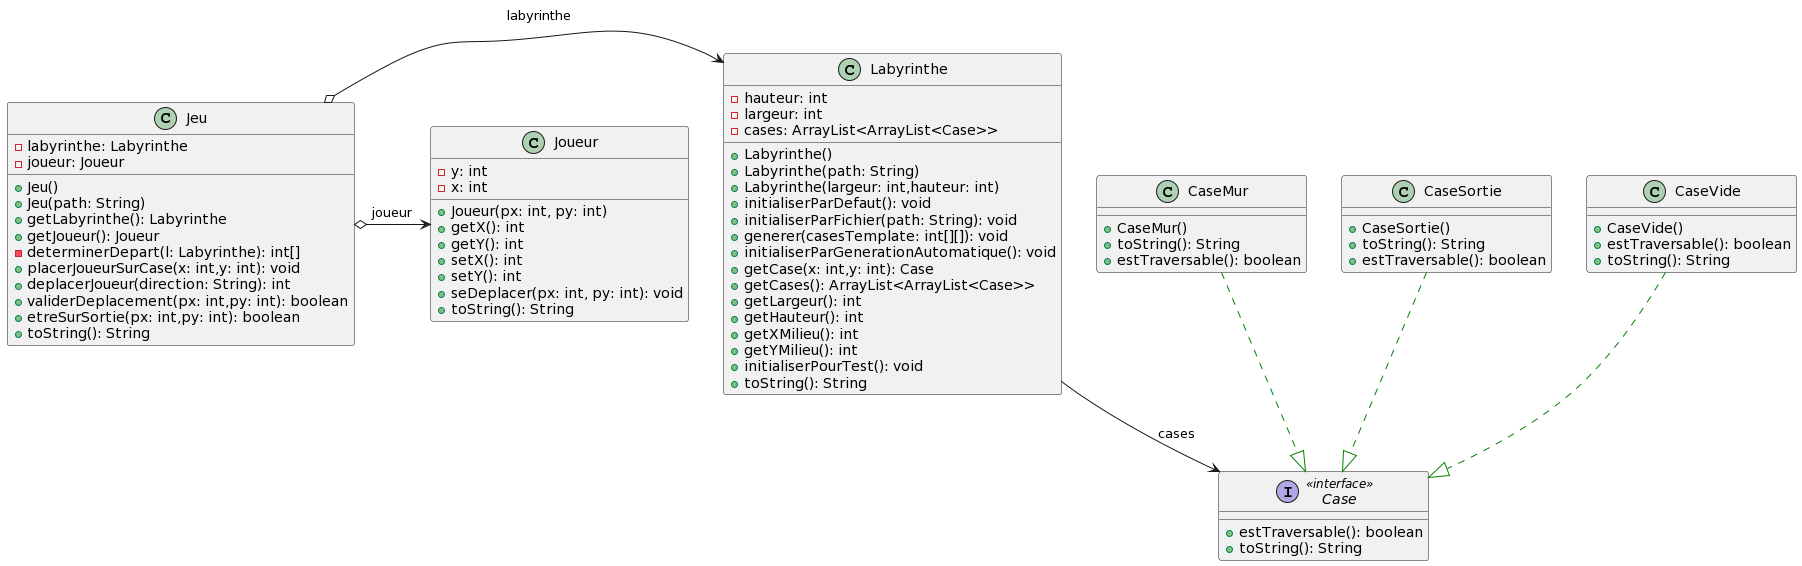 labyrinthe
C Jeu
labyrinthe: Labyrinthe
joueur: Joueur
Jeu()
Jeu(path: String)
getLabyrinthe(): Labyrinthe
getJoueur(): Joueur
determinerDepart(l: Labyrinthe): int[]
placerJoueurSurCase(x: int,y: int): void
deplacerJoueur(direction: String): int
validerDeplacement(px: int,py: int): boolean
etreSurSortie(px: int,py: int): boolean
toString(): String
joueur
C Joueur
y: int
x: int
Joueur(px: int, py: int)
getX(): int
getY(): int
setX(): int
setY(): int
seDeplacer(px: int, py: int): void
toString(): String
C Labyrinthe
hauteur: int
largeur: int
cases: ArrayList<ArrayList<Case>>
Labyrinthe()
Labyrinthe(path: String)
Labyrinthe(largeur: int,hauteur: int)
initialiserParDefaut(): void
initialiserParFichier(path: String): void
generer(casesTemplate: int[][]): void
initialiserParGenerationAutomatique(): void
getCase(x: int,y: int): Case
getCases(): ArrayList<ArrayList<Case>>
getLargeur(): int
getHauteur(): int
getXMilieu(): int
getYMilieu(): int
initialiserPourTest(): void
toString(): String
C CaseMur
CaseMur()
toString(): String
estTraversable(): boolean
C CaseSortie
CaseSortie()
toString(): String
estTraversable(): boolean
C CaseVide
CaseVide()
estTraversable(): boolean
toString(): String
cases
I «interface»
Case
estTraversable(): boolean
toString(): String